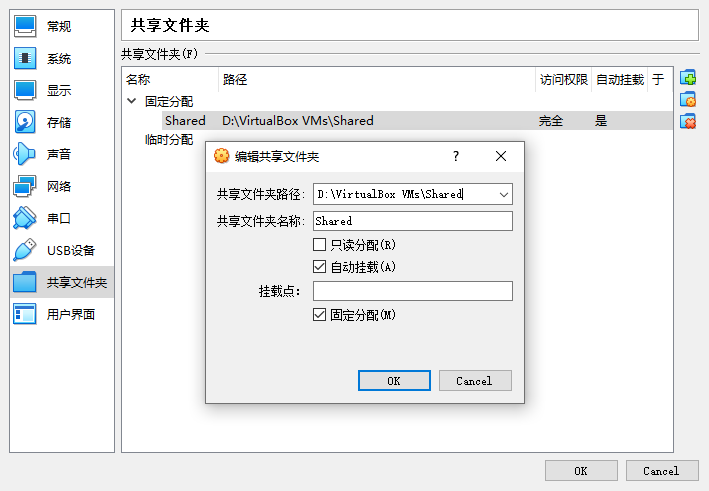 常规
系统
显示
存储
声音
网络
串口
USB设备
共享文件夹
用户界面
共享文件夹
共享文件夹(F)
名称 路径 访问权限 自动挂载 于
固定分配
Shared D:\VirtualBox VMs\Shared 完全 是
临时分配
编辑共享文件夹 ?
共享文件夹路径: D:\VirtualBox VMs\Shared
共享文件夹名称: Shared
只读分配(R)
自动挂载(A)
挂载点:
固定分配(M)
OK Cancel
OK Cancel